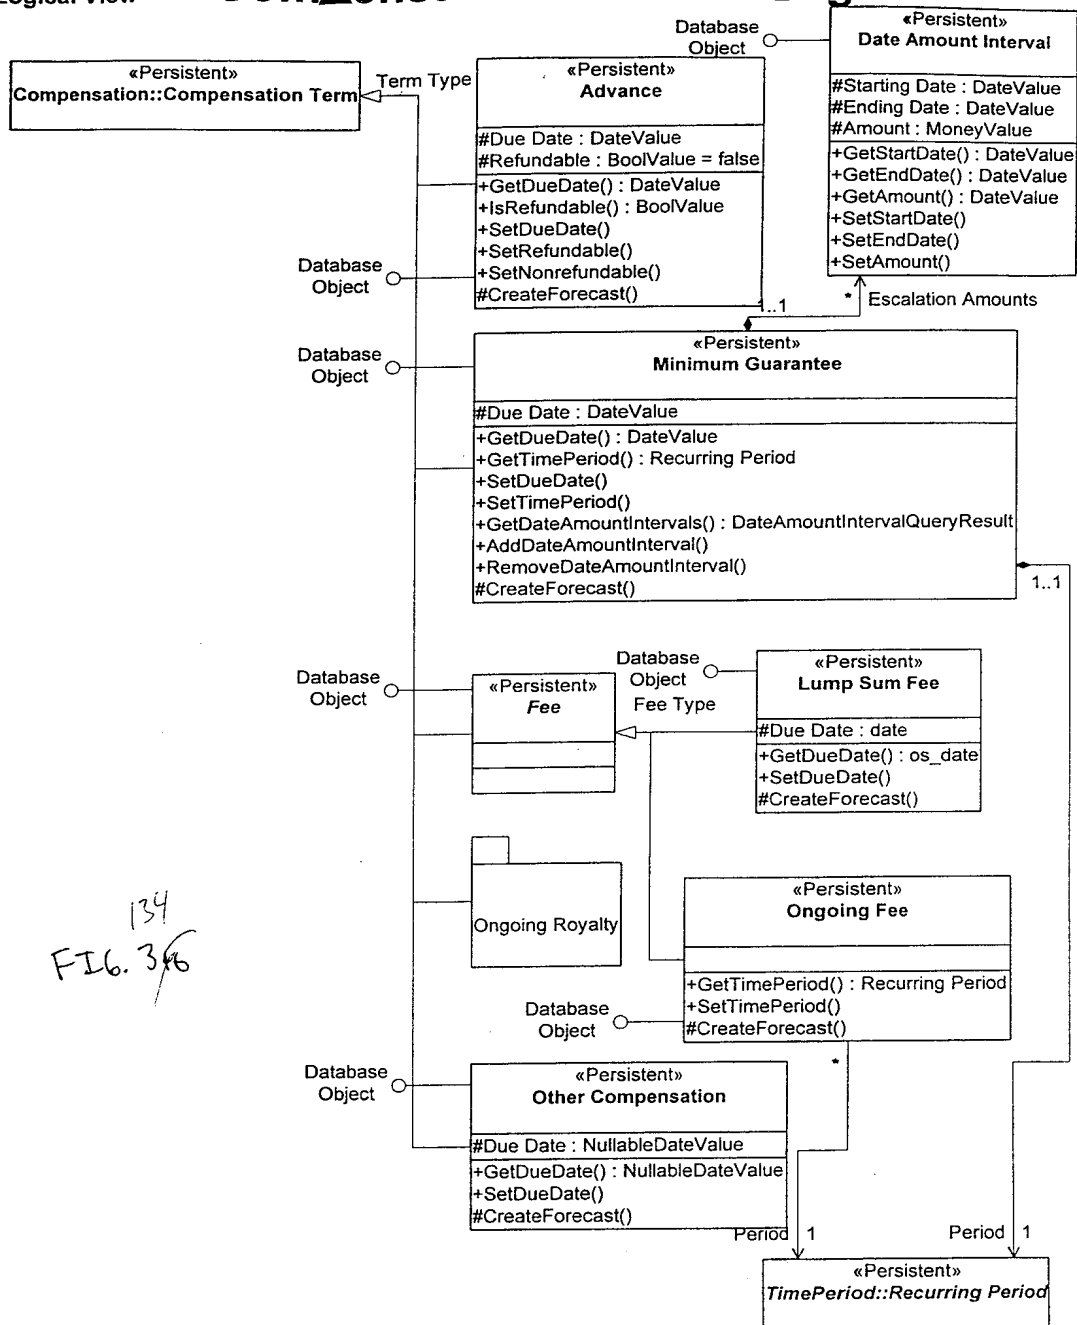 Logical View
«Persistent»
Compensation::Compensation Term
Term Type
«Persistent»
Advance
#Due Date : DateValue
#Refundable : BoolValue = false
+GetDueDate() : DateValue
+IsRefundable() : BoolValue
+SetDueDate()
+SetRefundable()
+SetNonrefundable()
#CreateForecast()
Database
Object
Database
Object
«Persistent»
Date Amount Interval
#Starting Date : DateValue
#Ending Date : DateValue
#Amount : MoneyValue
+GetStartDate() : DateValue
+GetEndDate() : DateValue
+GetAmount() : DateValue
+SetStartDate()
+SetEndDate()
+SetAmount()
1..1
* Escalation Amounts
Database
Object
«Persistent»
Minimum Guarantee
#Due Date : DateValue
+GetDueDate() : DateValue
+GetTimePeriod() : Recurring Period
+SetDueDate()
+SetTimePeriod()
+GetDateAmountIntervals() : DateAmountIntervalQueryResult
+AddDateAmountInterval()
+RemoveDateAmountInterval()
#CreateForecast()
1..1
Database
Object
«Persistent»
Fee
Fee Type
Database
Object
«Persistent»
Lump Sum Fee
#Due Date : date
+GetDueDate() : os_date
+SetDueDate()
#CreateForecast()
Ongoing Royalty
«Persistent»
Ongoing Fee
+GetTimePeriod() : Recurring Period
+SetTimePeriod()
#CreateForecast()
Database
Object
*
134
FIG. 36
Database
Object
«Persistent»
Other Compensation
#Due Date : NullableDateValue
+GetDueDate() : NullableDateValue
+SetDueDate()
#CreateForecast()
Period 1
Period 1
«Persistent»
TimePeriod::Recurring Period